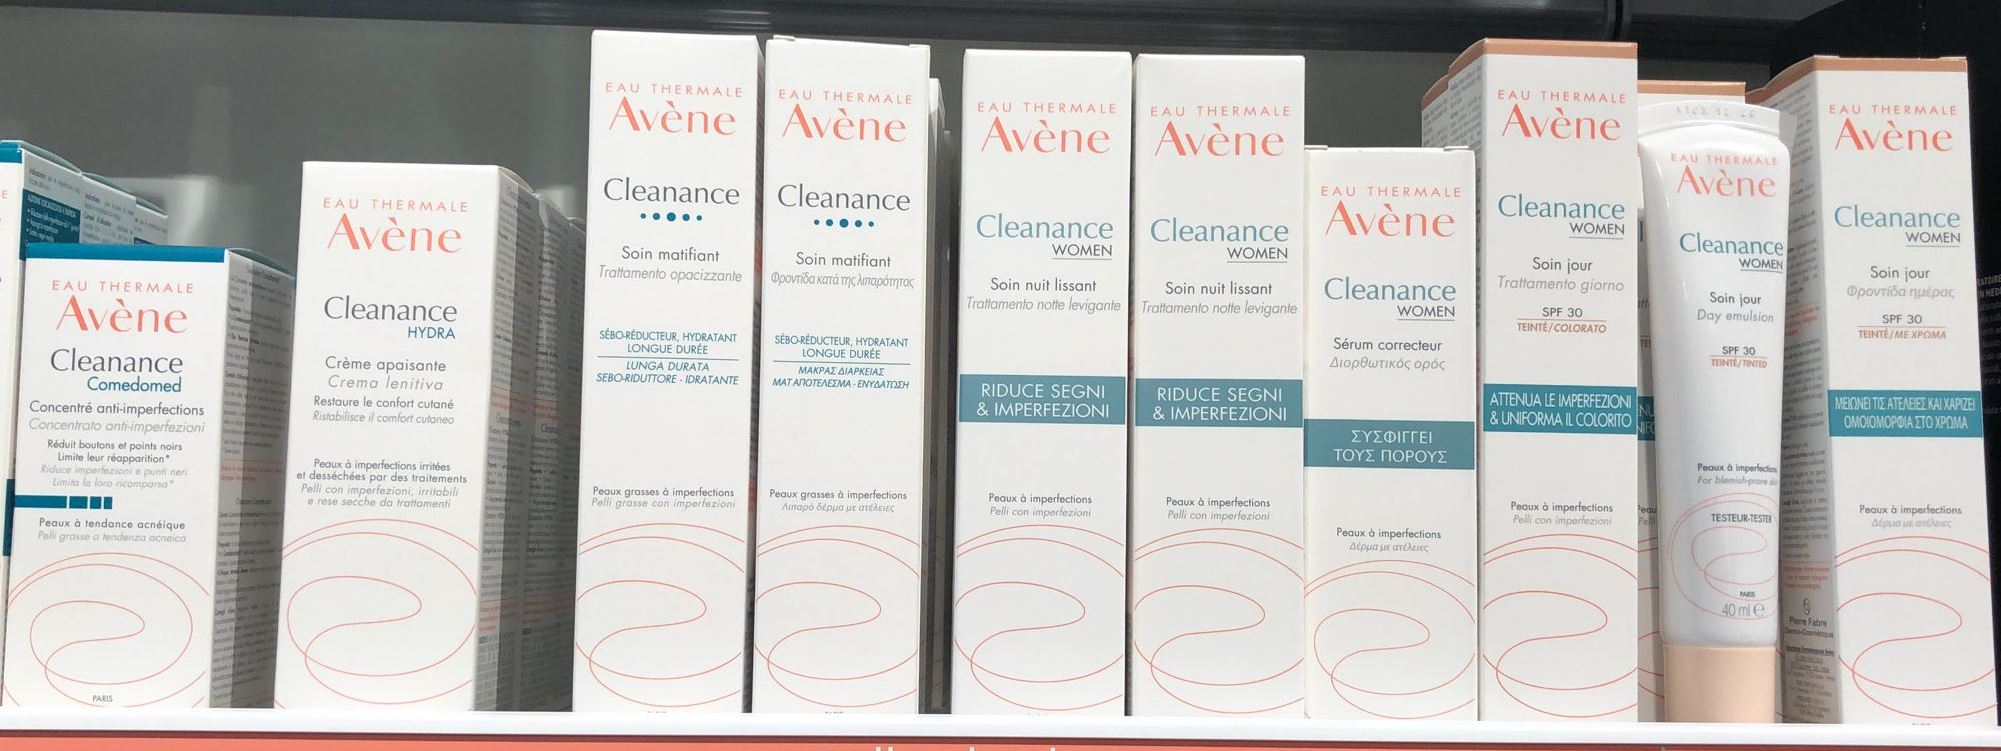 EAU THERMALE
Avène
Cleanance
Comedomed
Concentré anti-imperfections
Concentrato anti-imperfezioni
Réduit boutons et points noirs
Limite leur réapparition*
Riduce imperfezioni e punti neri
Limita la loro ricomparsa*
Peaux à tendance acnéique
Pelli grasse a tendenza acneica
PARIS
EAU THERMALE
Avène
Cleanance
HYDRA
Crème apaisante
Crema lenitiva
Restaure le confort cutané
Ristabilisce il comfort cutaneo
Peaux à imperfections irritées
et desséchées par des traitements
Pelli con imperfezioni, irritabili
e rese secche da trattamenti
EAU THERMALE
Avène
Cleanance
Soin matifiant
Trattamento opacizzante
SÉBO-RÉDUCTEUR, HYDRATANT
LONGUE DURÉE
LUNGA DURATA
SEBO-RIDUTTORE - IDRATANTE
Peaux grasses à imperfections
Pelli grasse con imperfezioni
EAU THERMALE
Avène
Cleanance
Soin matifiant
Φροντίδα κατά της λιπαρότητας
SÉBO-RÉDUCTEUR, HYDRATANT
LONGUE DURÉE
ΜΑΚΡΑΣ ΔΙΑΡΚΕΙΑΣ
ΜΑΤ ΑΠΟΤΕΛΕΣΜΑ - ΕΝΥΔΑΤΩΣΗ
Peaux grasses à imperfections
Λιπαρό δέρμα με ατέλειες
EAU THERMALE
Avène
Cleanance
WOMEN
Soin nuit lissant
Trattamento notte levigante
RIDUCE SEGNI
& IMPERFEZIONI
Peaux à imperfections
Pelli con imperfezioni
EAU THERMALE
Avène
Cleanance
WOMEN
Soin nuit lissant
Trattamento notte levigante
RIDUCE SEGNI
& IMPERFEZIONI
Peaux à imperfections
Pelli con imperfezioni
EAU THERMALE
Avène
Cleanance
WOMEN
Sérum correcteur
Διορθωτικός ορός
ΣΥΣΦΙΓΓΕΙ
ΤΟΥΣ ΠΟΡΟΥΣ
Peaux à imperfections
Δέρμα με ατέλειες
EAU THERMALE
Avène
Cleanance
WOMEN
Soin jour
Trattamento giorno
SPF 30
TEINTÉ/COLORATO
ATTENUA LE IMPERFEZIONI
& UNIFORMA IL COLORITO
Peaux à imperfections
Pelli con imperfezioni
EAU THERMALE
Avène
Cleanance
WOMEN
Soin jour
Day emulsion
SPF 30
TEINTÉ/TINTED
Peaux à imperfections
For blemish-prone
TESTEUR-TESTER
PARIS
40 ml e
Pierre Fabre
Dermo-Cosmétique
EAU THERMALE
Avène
Cleanance
WOMEN
Soin jour
Φροντίδα ημέρας
SPF 30
TEINTÉ/ΜΕ ΧΡΩΜΑ
ΜΕΙΩΝΕΙ ΤΙΣ ΑΤΕΛΕΙΕΣ ΚΑΙ ΧΑΡΙΖΕΙ
ΟΜΟΙΟΜΟΡΦΙΑ ΣΤΟ ΧΡΩΜΑ
Peaux à imperfections
Δέρμα με ατέλειες